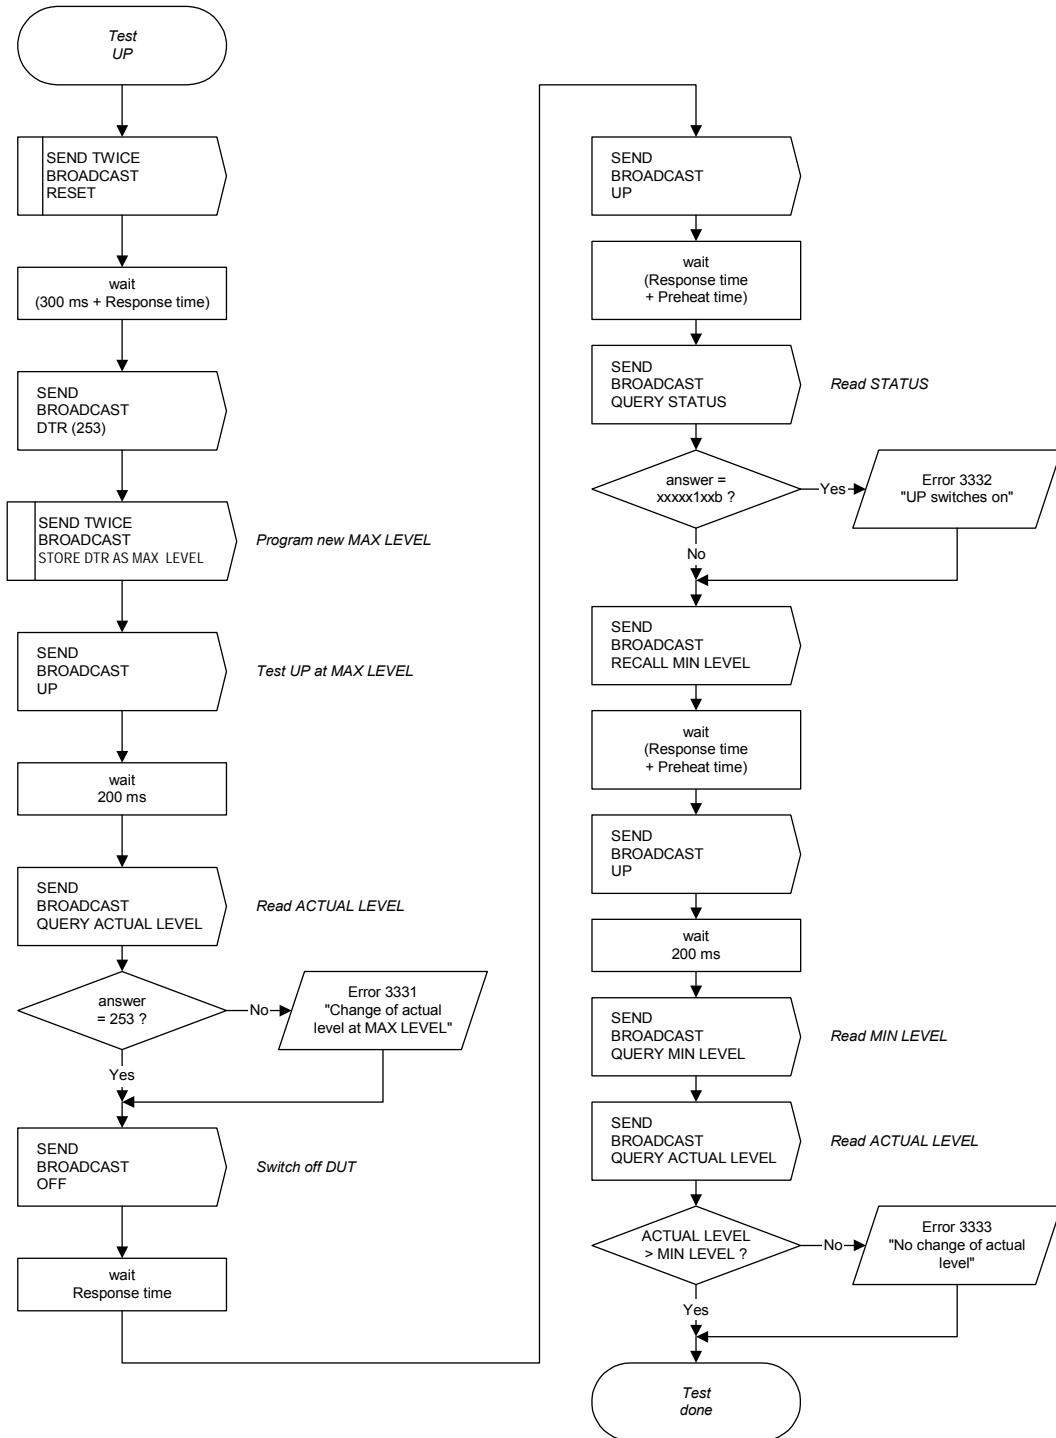 Test
UP
SEND TWICE
BROADCAST
RESET
wait
(300 ms + Response time)
SEND
BROADCAST
DTR (253)
SEND TWICE
BROADCAST
STORE DTR AS MAX LEVEL
Program new MAX LEVEL
SEND
BROADCAST
UP
Test UP at MAX LEVEL
wait
200 ms
SEND
BROADCAST
QUERY ACTUAL LEVEL
Read ACTUAL LEVEL
answer
= 253 ?
No
Error 3331
"Change of actual
level at MAX LEVEL"
Yes
SEND
BROADCAST
OFF
Switch off DUT
wait
Response time
SEND
BROADCAST
UP
wait
(Response time
+ Preheat time)
SEND
BROADCAST
QUERY STATUS
Read STATUS
answer =
xxxxx1xxb ?
Yes
Error 3332
"UP switches on"
No
SEND
BROADCAST
RECALL MIN LEVEL
wait
(Response time
+ Preheat time)
SEND
BROADCAST
UP
wait
200 ms
SEND
BROADCAST
QUERY MIN LEVEL
Read MIN LEVEL
SEND
BROADCAST
QUERY ACTUAL LEVEL
Read ACTUAL LEVEL
ACTUAL LEVEL
> MIN LEVEL ?
No
Error 3333
"No change of actual
level"
Yes
Test
done